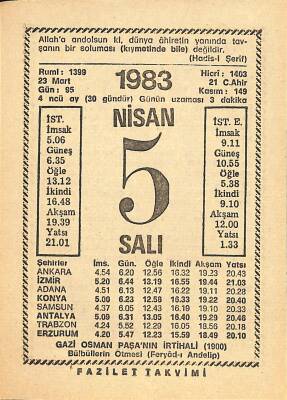 Allah'a andolsun ki, dünya âhiretin yanında tav-
şanın bir soluması (kıymetinde bile) değildir.
(Hadis-i Şerif)
Rumî : 1399
23 Mart
Gün : 95
1983
Hicrî : 1403
21 C.Ahir
Kasım : 149
4 ncü ay (30 gündür) Günün uzaması 3 dakika
NİSAN
5
SALI
İST.
İmsak
5.06
Güneş
6.35
Öğle
13.12
İkindi
16.48
Akşam
19.39
Yatsı
21.01
İST. E.
İmsak
9.11
Güneş
10.55
Öğle
5.38
İkindi
9.10
Akşam
12.00
Yatsı
1.33
Şehirler İms. Gün. Öğle İkindi Akşam Yatsı
ANKARA 4.54 6.20 12.56 16.32 19.23 20.43
İZMİR 5.20 6.44 13.19 16.55 19.44 21.03
ADANA 4.51 6.13 12.46 16.22 19.10 20.28
KONYA 5.00 6.23 12.58 16.33 19.22 20.40
SAMSUN 4.37 6.05 12.43 16.19 19.10 20.33
ANTALYA 5.09 6.31 13.05 16.40 19.29 20.46
TRABZON 4.24 5.52 12.29 16.05 18.56 20.18
ERZURUM 4.20 5.47 12.23 15.59 18.49 20.10
GAZİ OSMAN PAŞA'NIN İRTİHALİ (1900)
Bülbüllerin Ötmesi (Feryâd-ı Andelip)
FAZİLET TAKVİMİ